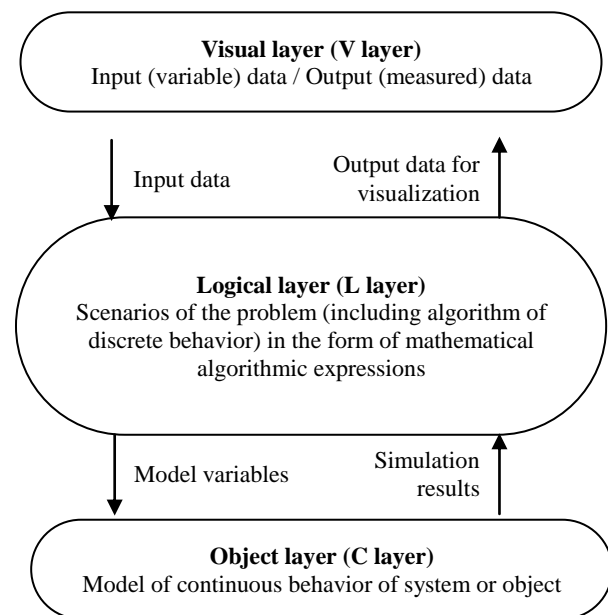 Visual layer (V layer)
Input (variable) data / Output (measured) data
Input data
Output data for
visualization
Logical layer (L layer)
Scenarios of the problem (including algorithm of
discrete behavior) in the form of mathematical
algorithmic expressions
Model variables
Simulation
results
Object layer (C layer)
Model of continuous behavior of system or object